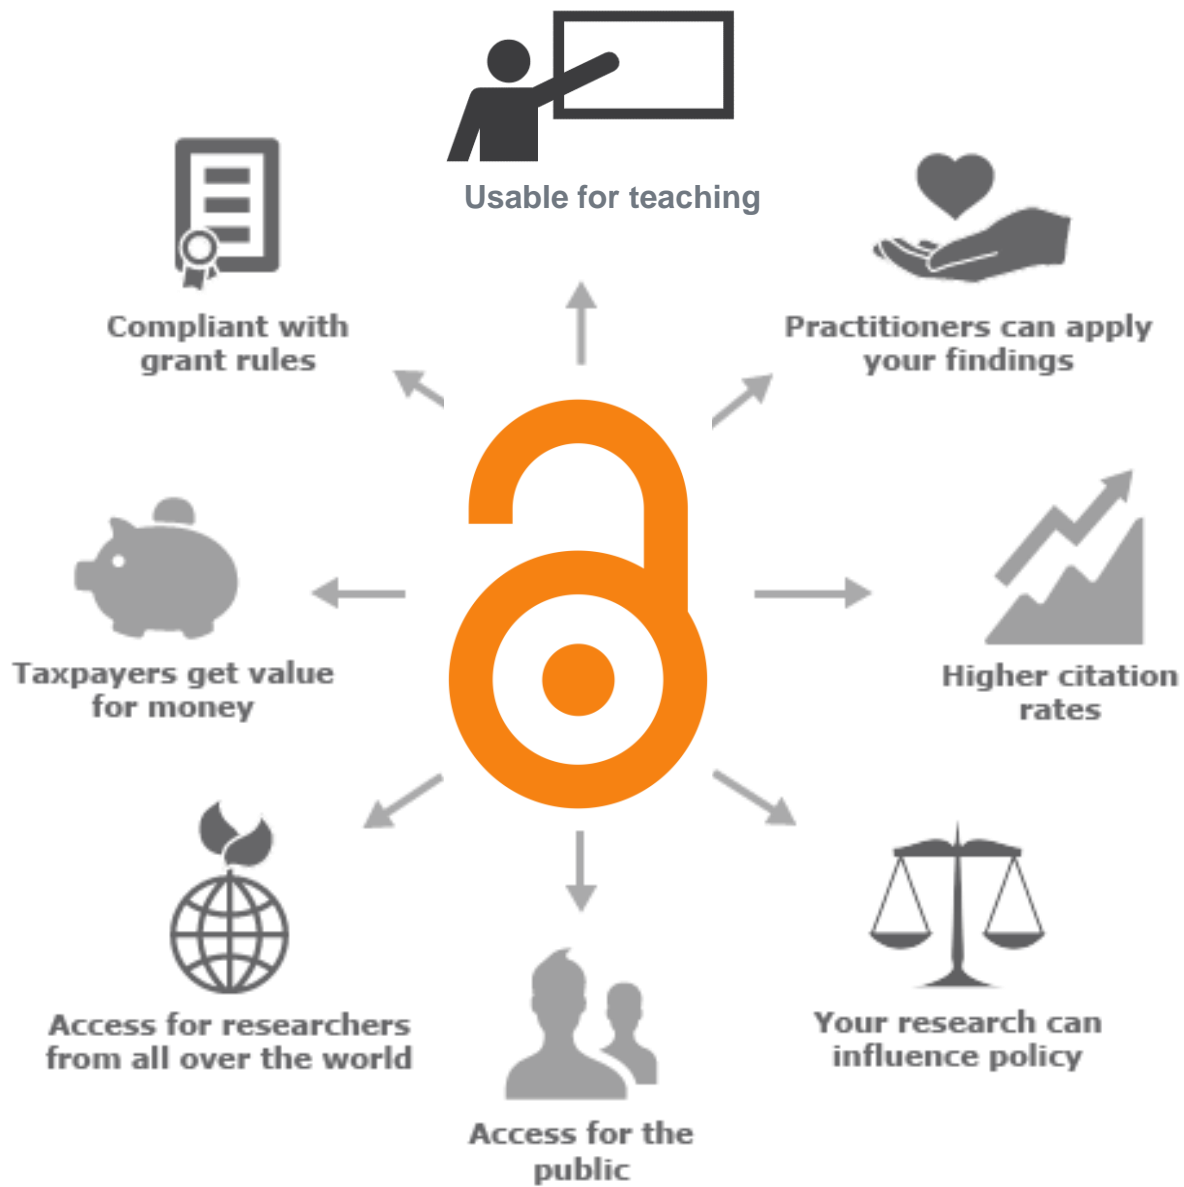 Usable for teaching
Compliant with
grant rules
Practitioners can apply
your findings
Taxpayers get value
for money
Higher citation
rates
Access for researchers
from all over the world
Your research can
influence policy
Access for the
public